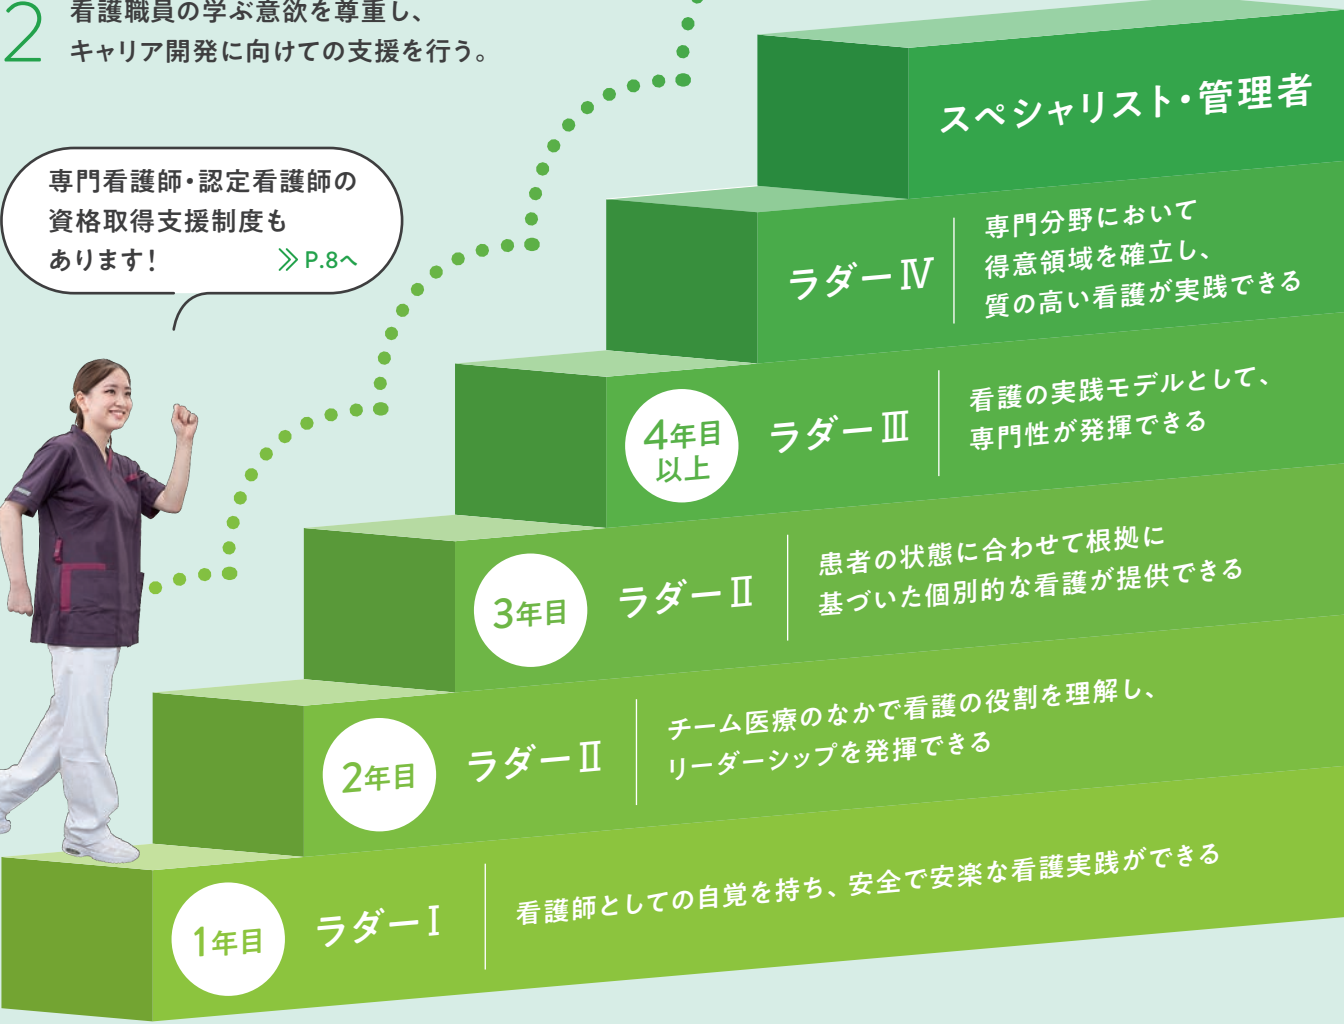 2 看護職員の学ぶ意欲を尊重し、
キャリア開発に向けての支援を行う。
専門看護師・認定看護師の
資格取得支援制度も
あります！ ≫ P.8へ
スペシャリスト・管理者
ラダーⅣ
専門分野において
得意領域を確立し、
質の高い看護が実践できる
4年目
以上
ラダーⅢ
看護の実践モデルとして、
専門性が発揮できる
3年目
ラダーⅡ
患者の状態に合わせて根拠に
基づいた個別的な看護が提供できる
2年目
ラダーⅡ
チーム医療のなかで看護の役割を理解し、
リーダーシップを発揮できる
1年目
ラダーⅠ
看護師としての自覚を持ち、安全で安楽な看護実践ができる